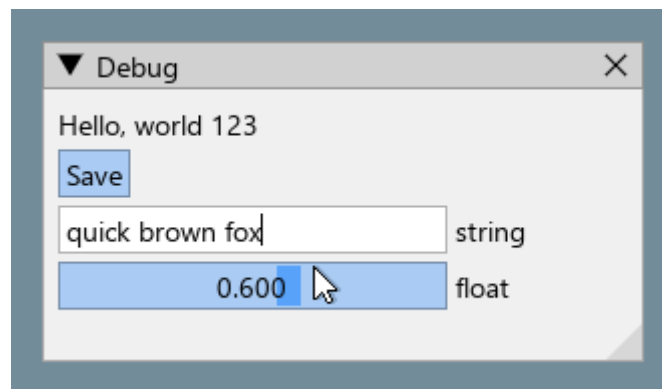 Debug
Hello, world 123
Save
quick brown fox string
0.600 float